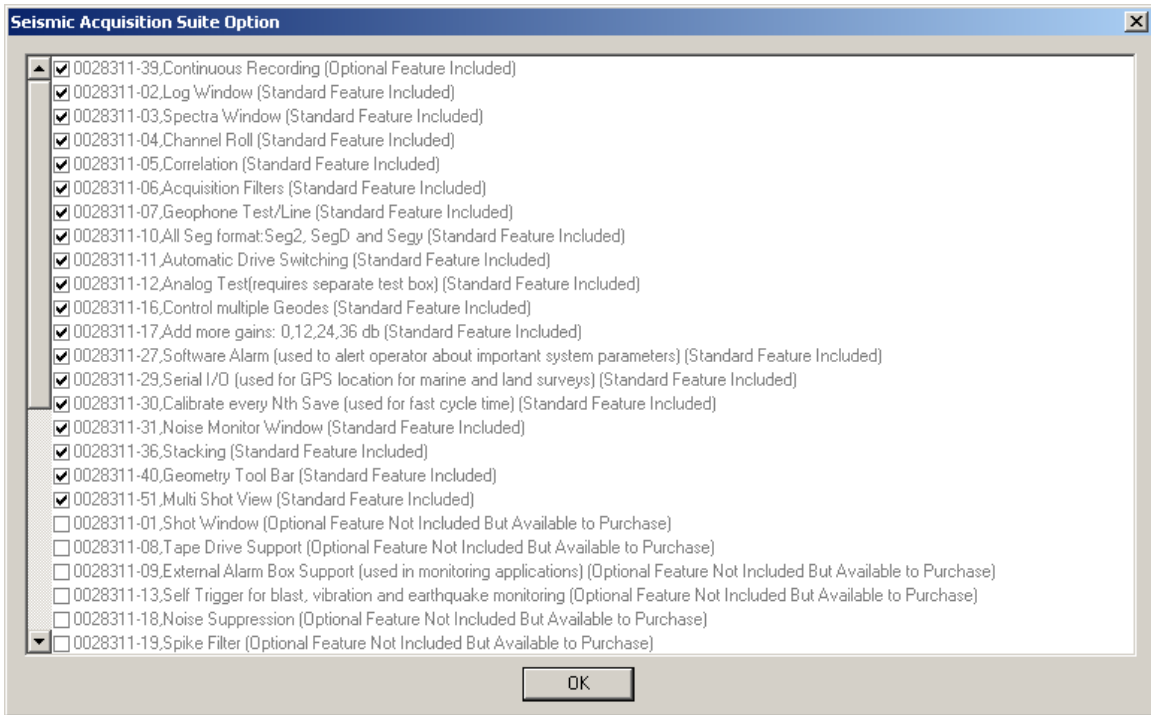 Seismic Acquisition Suite Option
0028311-39,Continuous Recording (Optional Feature Included)
0028311-02,Log Window (Standard Feature Included)
0028311-03,Spectra Window (Standard Feature Included)
0028311-04,Channel Roll (Standard Feature Included)
0028311-05,Correlation (Standard Feature Included)
0028311-06,Acquisition Filters (Standard Feature Included)
0028311-07,Geophone Test/Line (Standard Feature Included)
0028311-10,All Seg format:Seg2, SegD and Segy (Standard Feature Included)
0028311-11,Automatic Drive Switching (Standard Feature Included)
0028311-12,Analog Test(requires separate test box) (Standard Feature Included)
0028311-16,Control multiple Geodes (Standard Feature Included)
0028311-17,Add more gains: 0,12,24,36 db (Standard Feature Included)
0028311-27,Software Alarm (used to alert operator about important system parameters) (Standard Feature Included)
0028311-29,Serial I/O (used for GPS location for marine and land surveys) (Standard Feature Included)
0028311-30,Calibrate every Nth Save (used for fast cycle time) (Standard Feature Included)
0028311-31,Noise Monitor Window (Standard Feature Included)
0028311-36,Stacking (Standard Feature Included)
0028311-40,Geometry Tool Bar (Standard Feature Included)
0028311-51,Multi Shot View (Standard Feature Included)
0028311-01,Shot Window (Optional Feature Not Included But Available to Purchase)
0028311-08,Tape Drive Support (Optional Feature Not Included But Available to Purchase)
0028311-09,External Alarm Box Support (used in monitoring applications) (Optional Feature Not Included But Available to Purchase)
0028311-13,Self Trigger for blast, vibration and earthquake monitoring (Optional Feature Not Included But Available to Purchase)
0028311-18,Noise Suppression (Optional Feature Not Included But Available to Purchase)
0028311-19,Spike Filter (Optional Feature Not Included But Available to Purchase)
OK